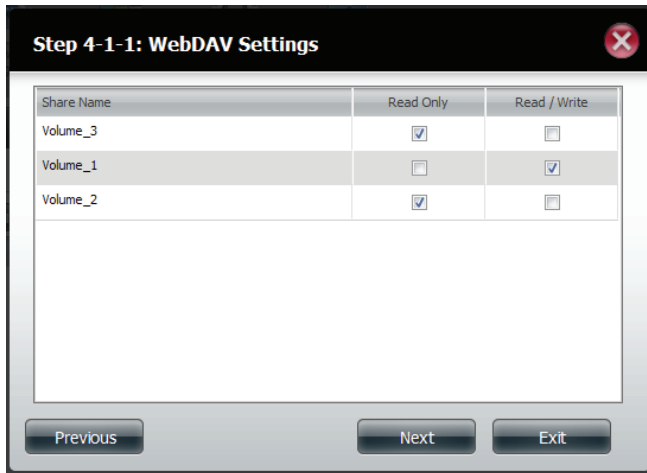 Step 4-1-1: WebDAV Settings
Share Name Read Only Read / Write
Volume_3
Volume_1
Volume_2
Previous Next Exit